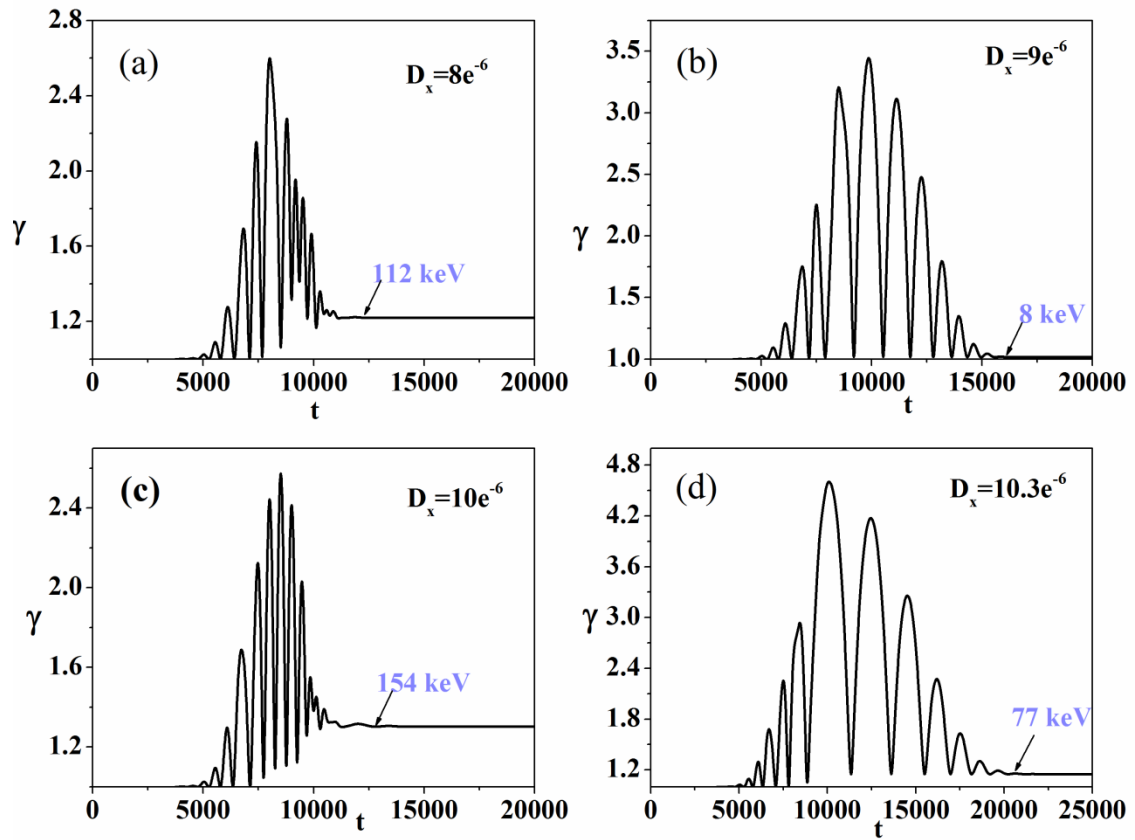 (a)
D_x=8e^-6
2.8
2.4
2.0
γ
1.6
112 keV
1.2
0 5000 10000 15000 20000
t
(b)
D_x=9e^-6
3.5
3.0
2.5
γ
2.0
1.5
8 keV
1.0
0 5000 10000 15000 20000
t
(c)
D_x=10e^-6
2.4
2.0
γ
1.6
154 keV
1.2
0 5000 10000 15000 20000
t
(d)
D_x=10.3e^-6
4.8
4.2
3.6
3.0
γ
2.4
1.8
77 keV
1.2
0 5000 10000 15000 20000 25000
t